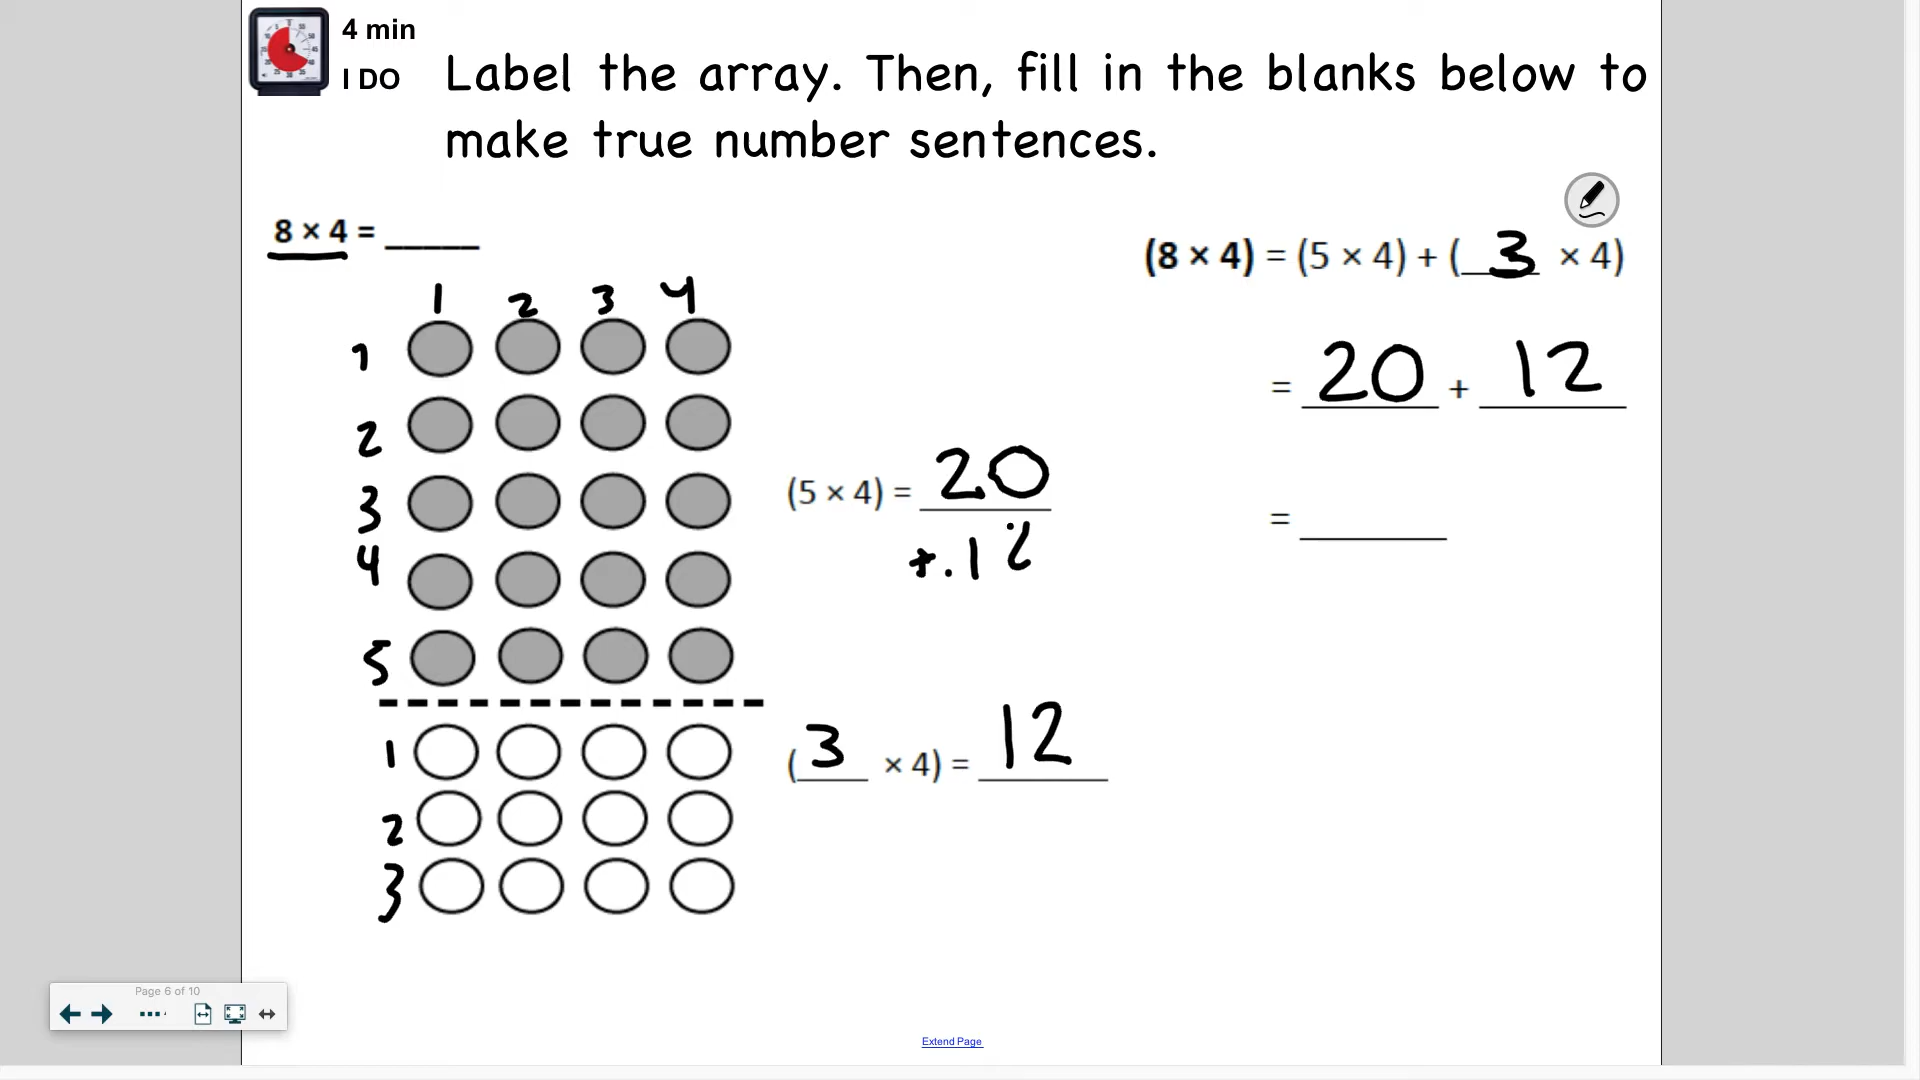 4 min
I DO
Label the array. Then, fill in the blanks below to
make true number sentences.
8 × 4 = _____
(8 × 4) = (5 × 4) + (3 × 4)
= 20 + 12
= _____
1 2 3 4
1
2
3
4
5
(5 × 4) = 20
+ 12
1
2
3
(3 × 4) = 12
Page 6 of 10
Extend Page